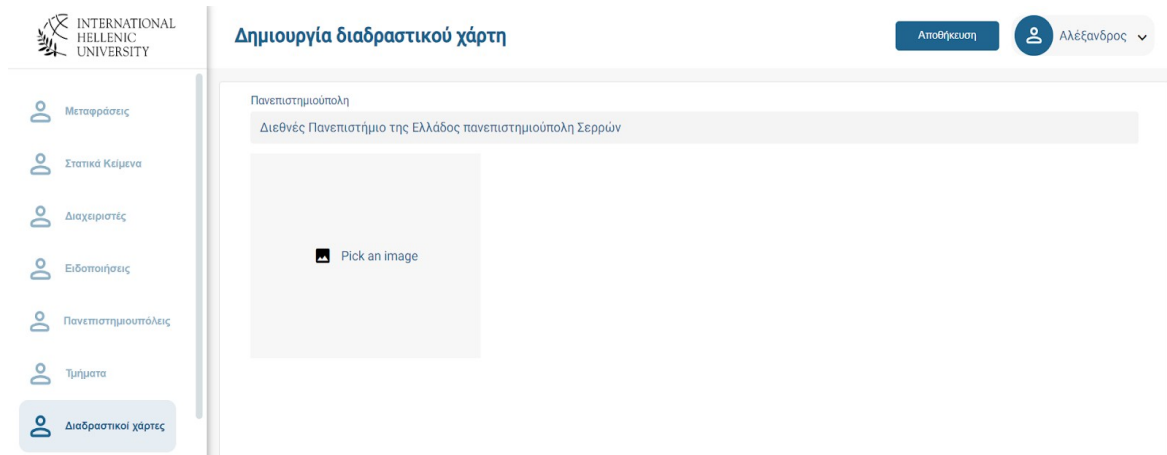 INTERNATIONAL
HELLENIC
UNIVERSITY
Δημιουργία διαδραστικού χάρτη
Αποθήκευση
Αλέξανδρος
Μεταφράσεις
Στατικά Κείμενα
Διαχειριστές
Ειδοποιήσεις
Πανεπιστημιουπόλεις
Τμήματα
Διαδραστικοί χάρτες
Πανεπιστημιούπολη
Διεθνές Πανεπιστήμιο της Ελλάδος πανεπιστημιούπολη Σερρών
Pick an image